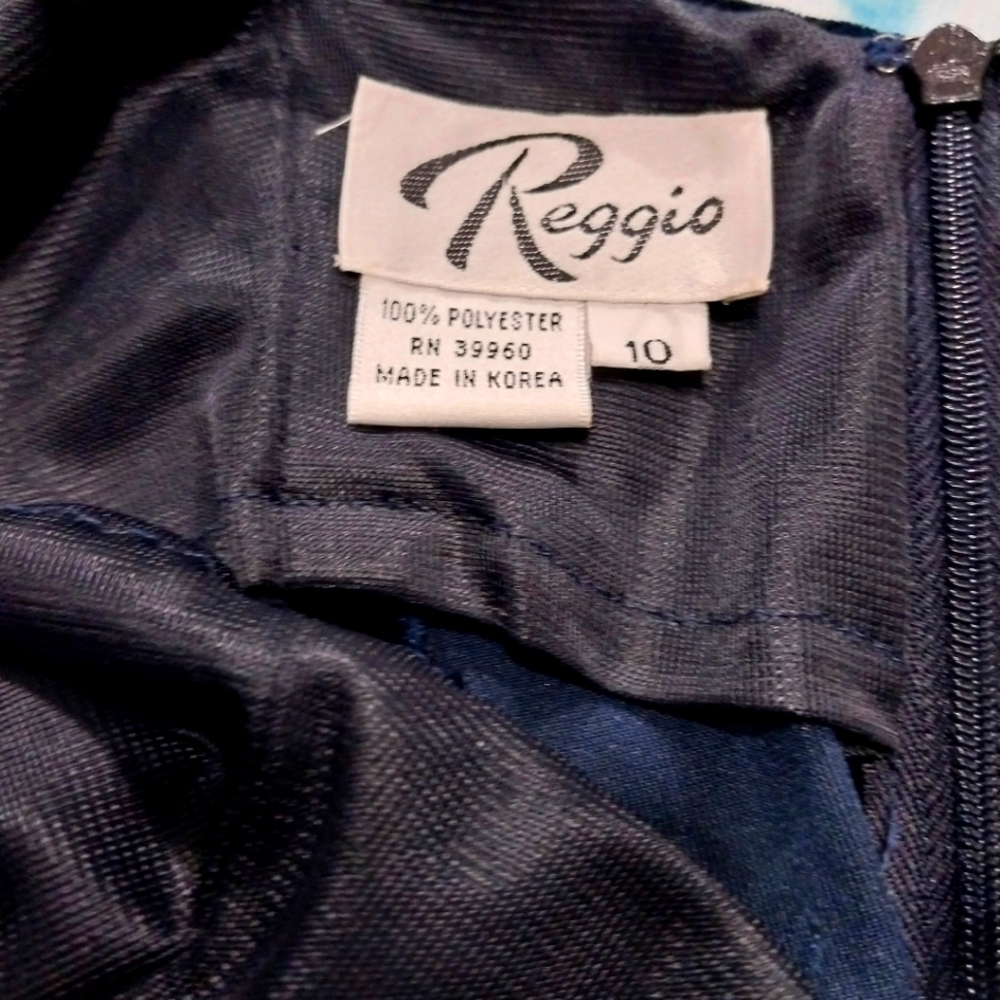 Reggio
100% POLYESTER
RN 39960
MADE IN KOREA
10